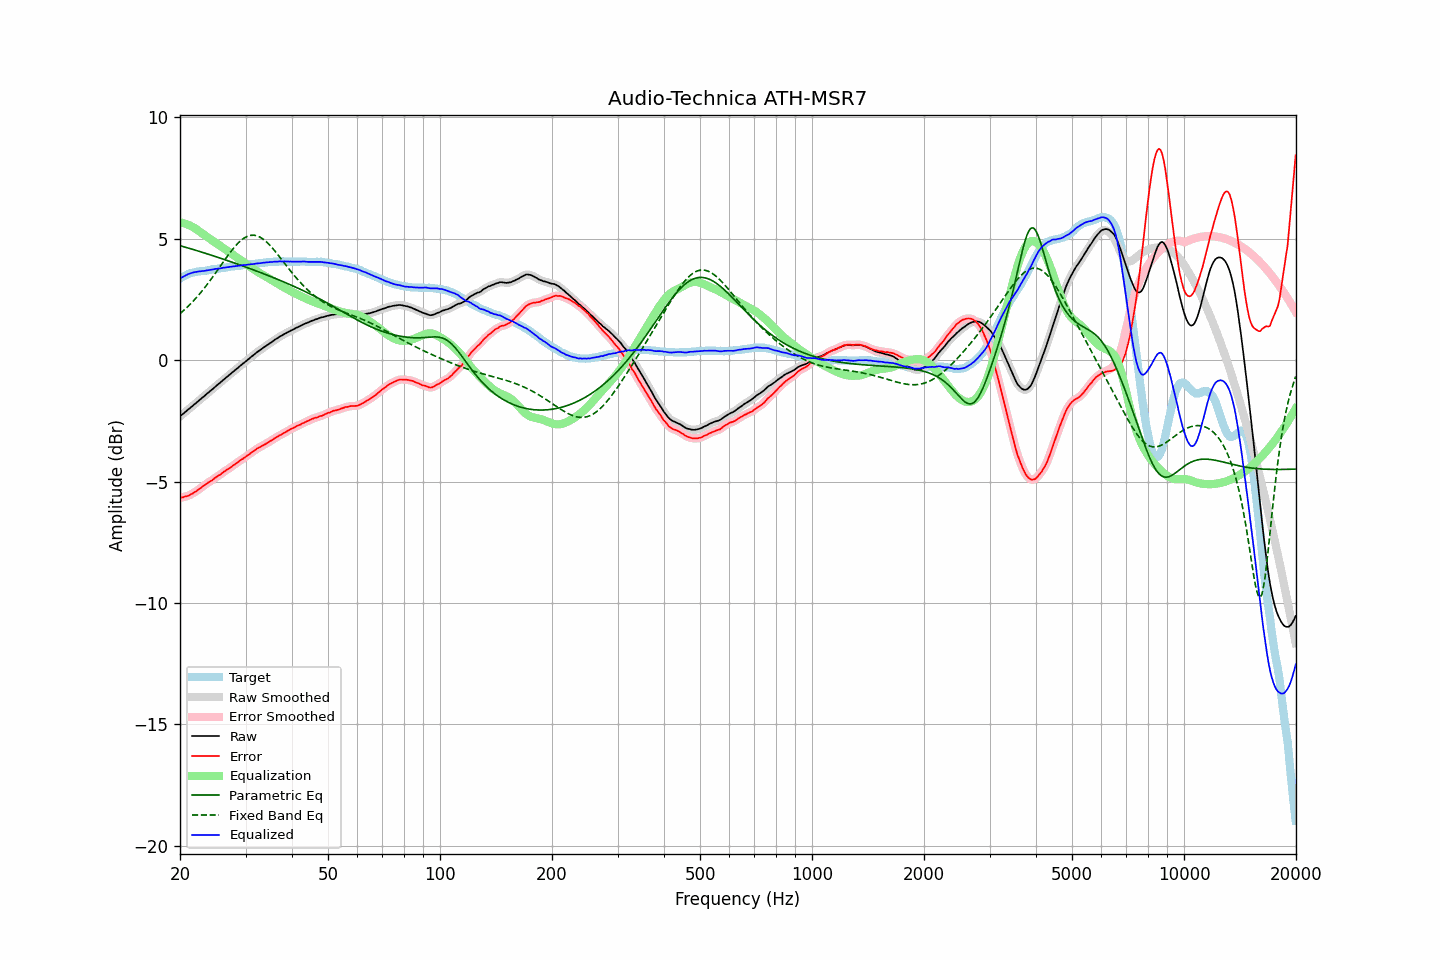 Audio-Technica ATH-MSR7
10
5
0
−5
−10
−15
−20
Amplitude (dBr)
Target
Raw Smoothed
Error Smoothed
Raw
Error
Equalization
Parametric Eq
Fixed Band Eq
Equalized
20 50 100 200 500 1000 2000 5000 10000 20000
Frequency (Hz)